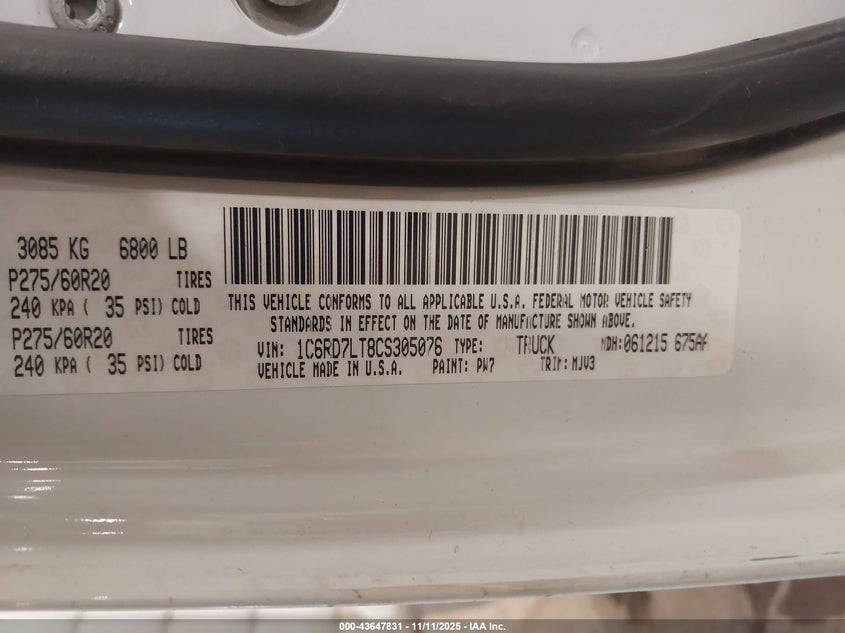 3085 KG 6800 LB
P275/60R20 TIRES
240 KPA ( 35 PSI) COLD
P275/60R20 TIRES
240 KPA ( 35 PSI) COLD
THIS VEHICLE CONFORMS TO ALL APPLICABLE U.S.A. FEDERAL MOTOR VEHICLE SAFETY
STANDARDS IN EFFECT ON THE DATE OF MANUFACTURE SHOWN ABOVE.
VIN: 1C6RD7LT8CS305076 TYPE: TRUCK MDH:061215 675AA
VEHICLE MADE IN U.S.A. PAINT: PW7 TRIM: MJV3
000-43647831 - 11/11/2025 - IAA Inc.